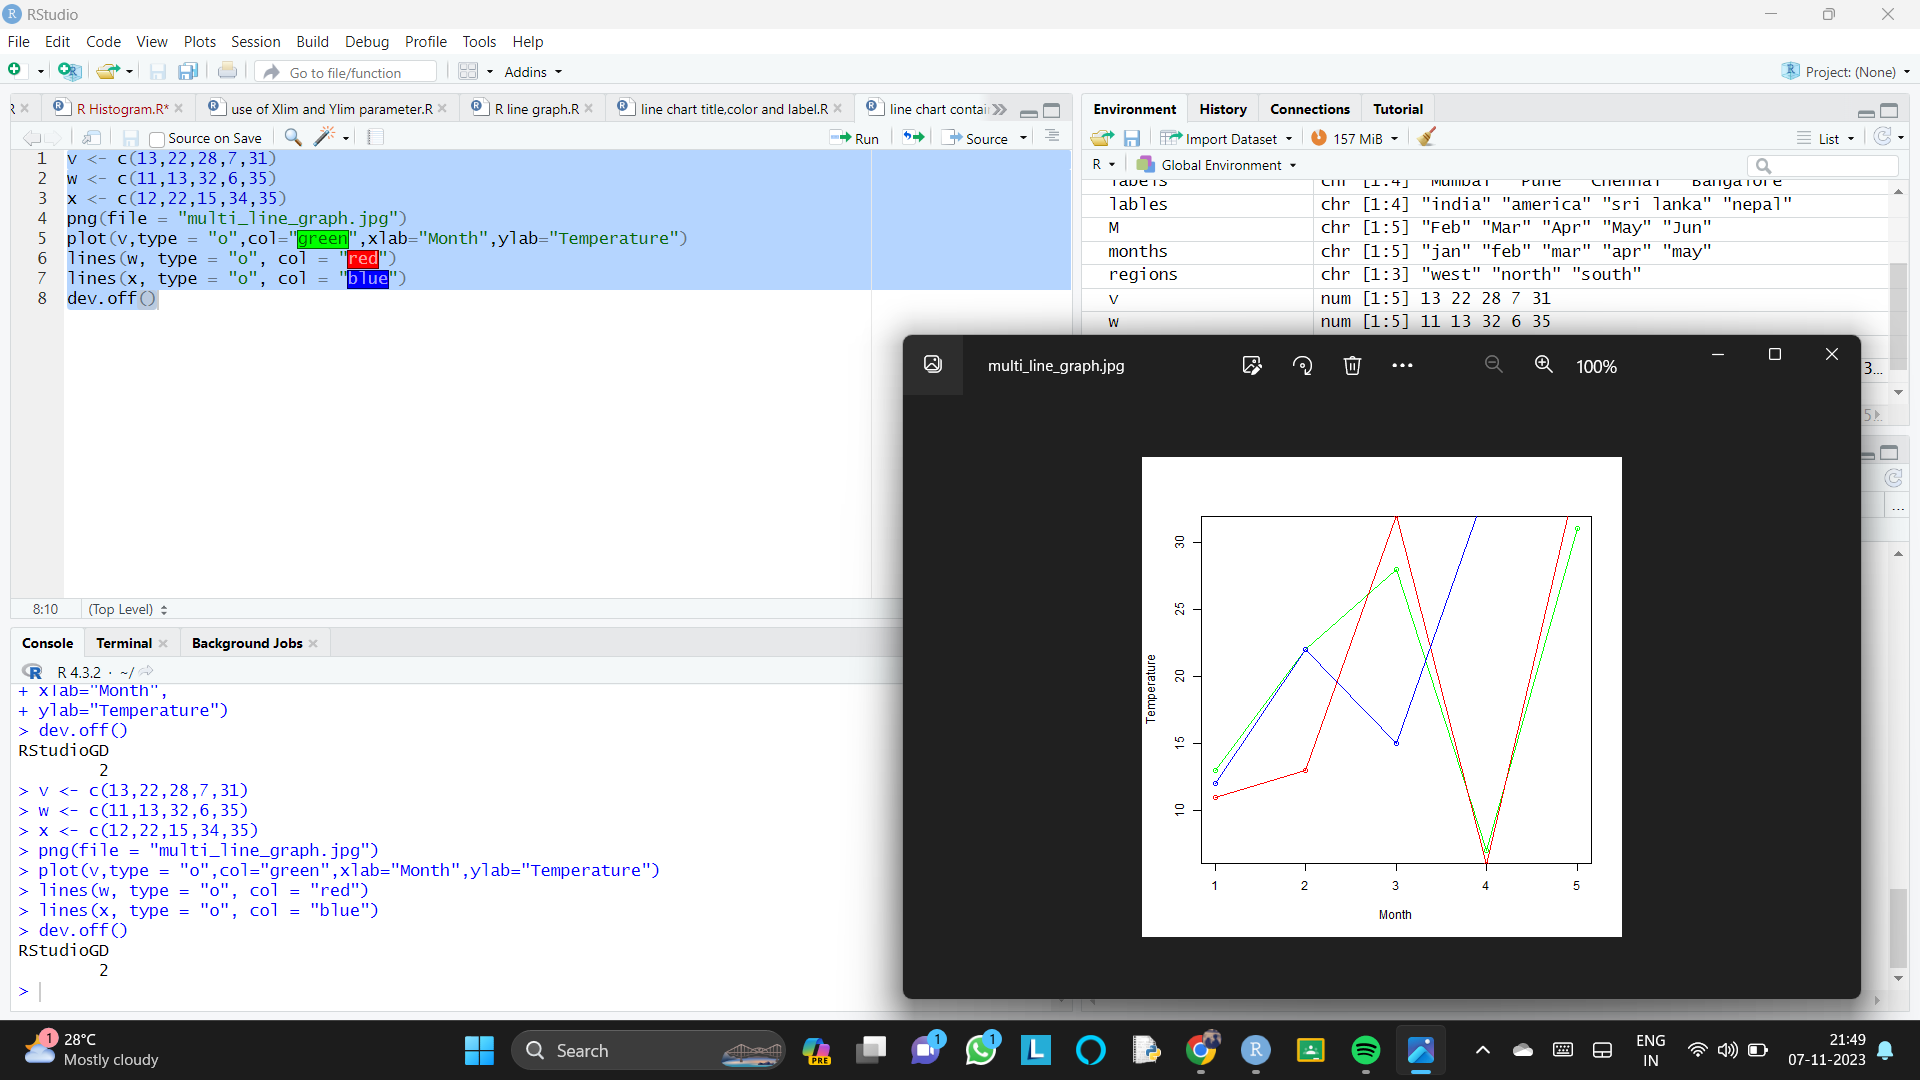 RStudio
File Edit Code View Plots Session Build Debug Profile Tools Help
Go to file/function Addins Project: (None)
R R Histogram.R* use of Xlim and Ylim parameter.R R line graph.R line chart title,color and label.R line chart contai
Source on Save Run Source
1 v <- c(13,22,28,7,31)
2 w <- c(11,13,32,6,35)
3 x <- c(12,22,15,34,35)
4 png(file = "multi_line_graph.jpg")
5 plot(v,type = "o",col="green",xlab="Month",ylab="Temperature")
6 lines(w, type = "o", col = "red")
7 lines(x, type = "o", col = "blue")
8 dev.off()
8:10 (Top Level)
Console Terminal Background Jobs
R 4.3.2 · ~/
+ xlab="Month",
+ ylab="Temperature")
> dev.off()
RStudioGD
2
> v <- c(13,22,28,7,31)
> w <- c(11,13,32,6,35)
> x <- c(12,22,15,34,35)
> png(file = "multi_line_graph.jpg")
> plot(v,type = "o",col="green",xlab="Month",ylab="Temperature")
> lines(w, type = "o", col = "red")
> lines(x, type = "o", col = "blue")
> dev.off()
RStudioGD
2
>
Environment History Connections Tutorial
Import Dataset 157 MiB List
R Global Environment
labels chr [1:4] "Mumbai" "Pune" "Chennai" "Bangalore"
lables chr [1:4] "india" "america" "sri lanka" "nepal"
M chr [1:5] "Feb" "Mar" "Apr" "May" "Jun"
months chr [1:5] "jan" "feb" "mar" "apr" "may"
regions chr [1:3] "west" "north" "south"
v num [1:5] 13 22 28 7 31
w num [1:5] 11 13 32 6 35
3...
5
multi_line_graph.jpg 100%
30
25
20
15
10
Temperature
1 2 3 4 5
Month
1 28°C
Mostly cloudy
Search
PRE
1
1
L
R
ENG
IN
21:49
07-11-2023